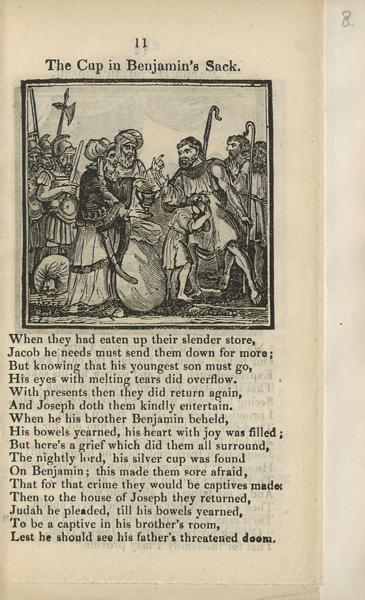 8.
11
The Cup in Benjamin's Sack.
When they had eaten up their slender store,
Jacob he needs must send them down for more;
But knowing that his youngest son must go,
His eyes with melting tears did overflow.
With presents then they did return again,
And Joseph doth them kindly entertain.
When he his brother Benjamin beheld,
His bowels yearned, his heart with joy was filled;
But here's a grief which did them all surround,
The nightly lord, his silver cup was found
On Benjamin; this made them sore afraid,
That for that crime they would be captives made:
Then to the house of Joseph they returned,
Judah he pleaded, till his bowels yearned,
To be a captive in his brother's room,
Lest he should see his father's threatened doom.